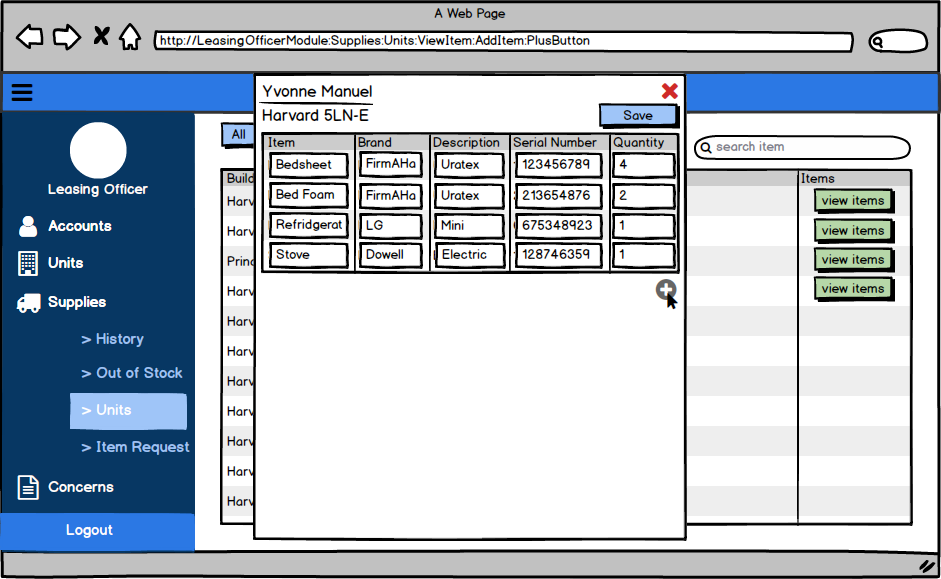 A Web Page
http://LeasingOfficerModule:Supplies:Units:ViewItem:AddItem:PlusButton
Leasing Officer
Accounts
Units
Supplies
> History
> Out of Stock
> Units
> Item Request
Concerns
Logout
All
search item
Build
Items
Harv
view items
Harv
view items
Princ
view items
Harv
view items
Harv
Harv
Harv
Harv
Harv
Harv
Harv
Yvonne Manuel
Harvard 5LN-E
Save
Item Brand Description Serial Number Quantity
Bedsheet FirmAHa Uratex 123456789 4
Bed Foam FirmAHa Uratex 213654876 2
Refridgerat LG Mini 675348923 1
Stove Dowell Electric 128746359 1